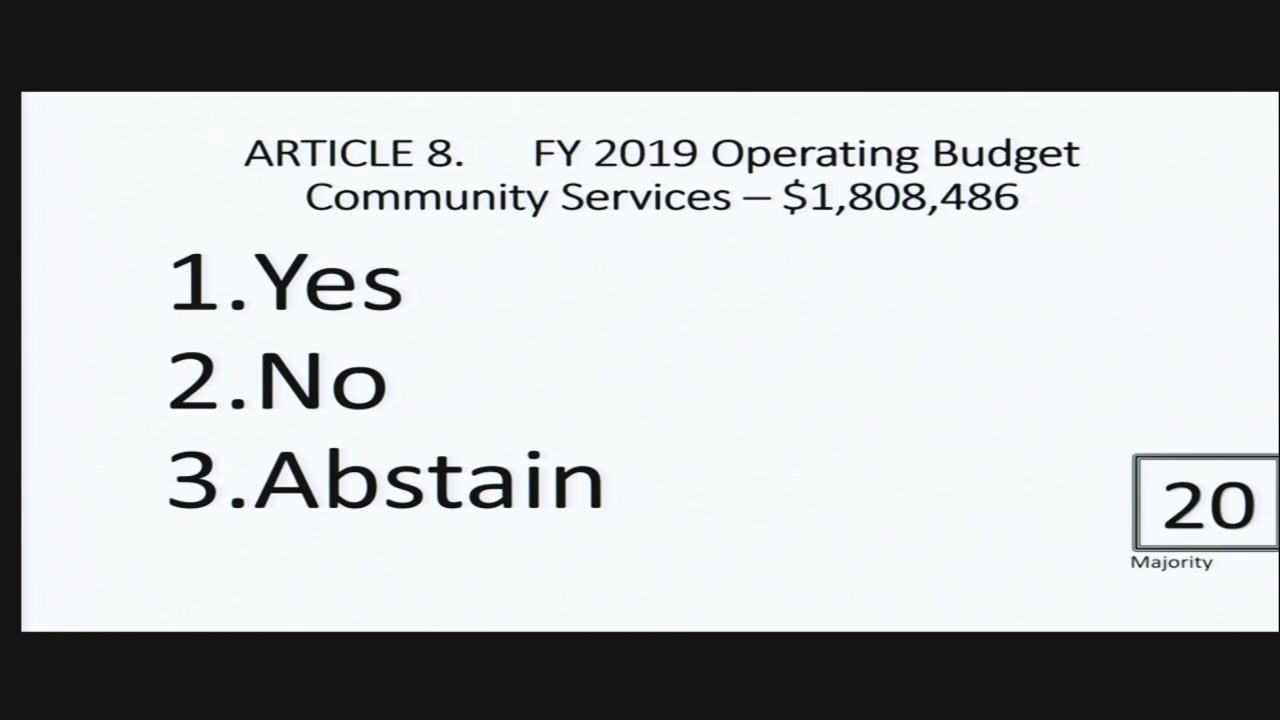 ARTICLE 8. FY 2019 Operating Budget
Community Services – $1,808,486
1.Yes
2.No
3.Abstain
20
Majority